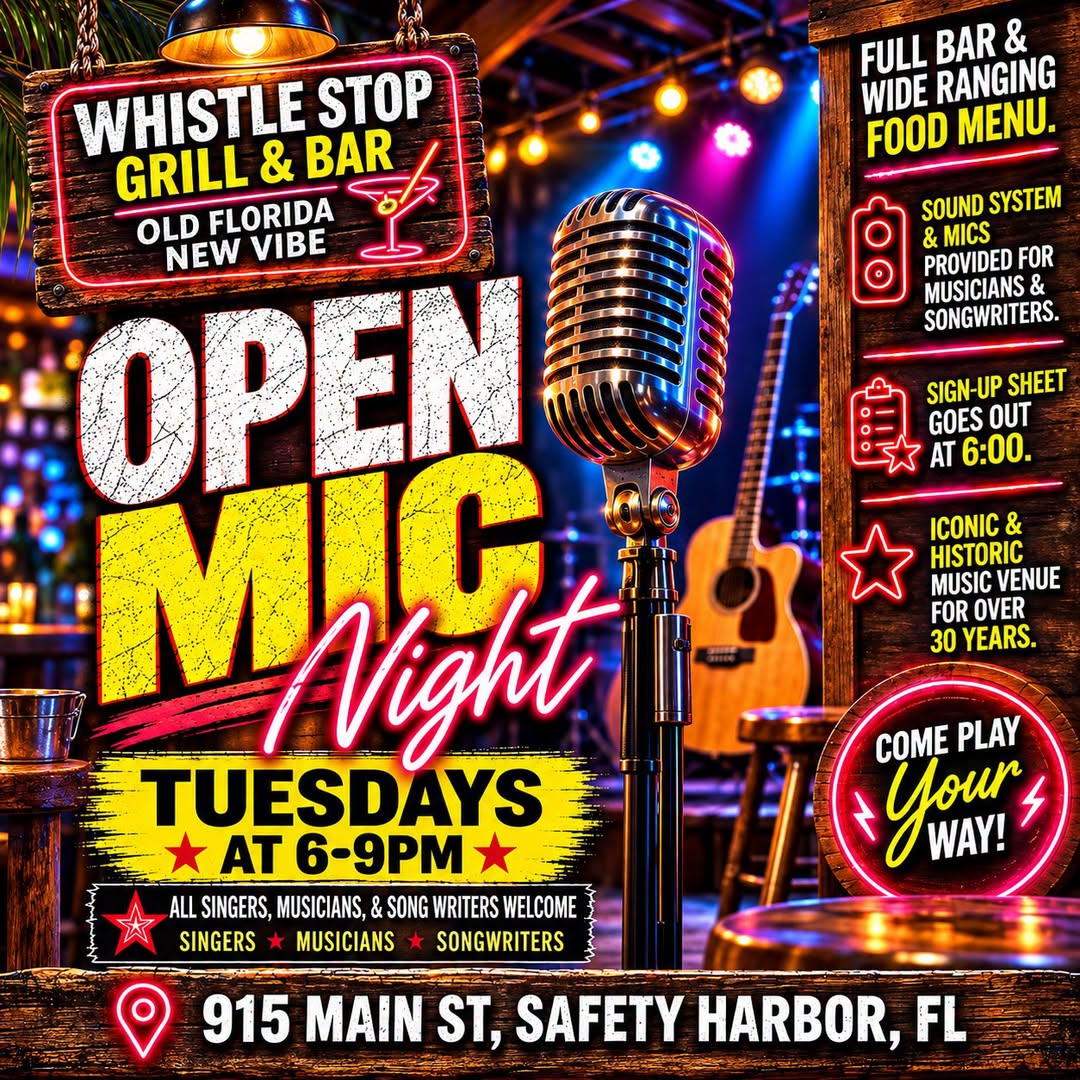 WHISTLE STOP
GRILL & BAR
OLD FLORIDA
NEW VIBE
OPEN
MIC
Night
TUESDAYS
AT 6-9PM
ALL SINGERS, MUSICIANS, & SONG WRITERS WELCOME
SINGERS ★ MUSICIANS ★ SONGWRITERS
FULL BAR &
WIDE RANGING
FOOD MENU.
SOUND SYSTEM
& MICS
PROVIDED FOR
MUSICIANS &
SONGWRITERS.
SIGN-UP SHEET
GOES OUT
AT 6:00.
ICONIC &
HISTORIC
MUSIC VENUE
FOR OVER
30 YEARS.
COME PLAY
Your
WAY!
915 MAIN ST, SAFETY HARBOR, FL